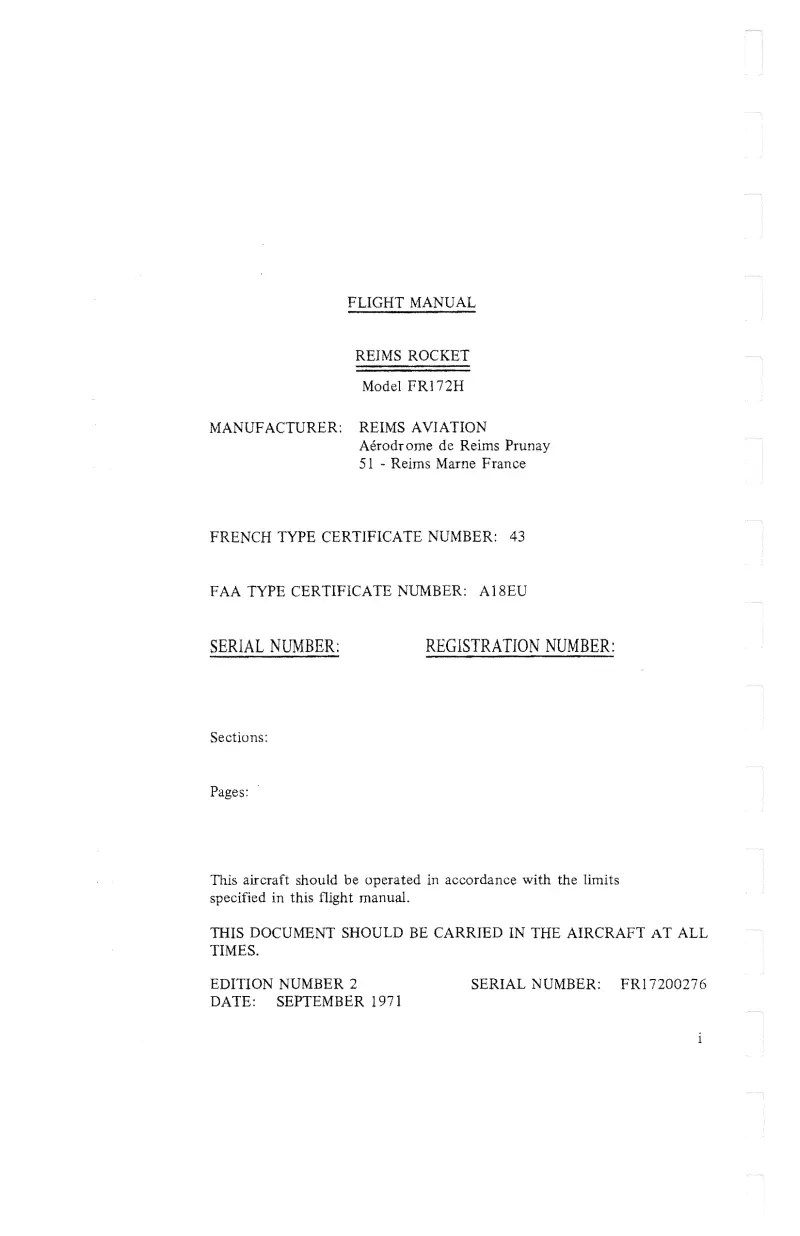 FLIGHT MANUAL
REIMS ROCKET
Model FR172H
MANUFACTURER: REIMS AVIATION
Aérodrome de Reims Prunay
51 - Reims Marne France
FRENCH TYPE CERTIFICATE NUMBER: 43
FAA TYPE CERTIFICATE NUMBER: A18EU
SERIAL NUMBER: REGISTRATION NUMBER:
Sections:
Pages:
This aircraft should be operated in accordance with the limits
specified in this flight manual.
THIS DOCUMENT SHOULD BE CARRIED IN THE AIRCRAFT AT ALL
TIMES.
EDITION NUMBER 2 SERIAL NUMBER: FR17200276
DATE: SEPTEMBER 1971
i